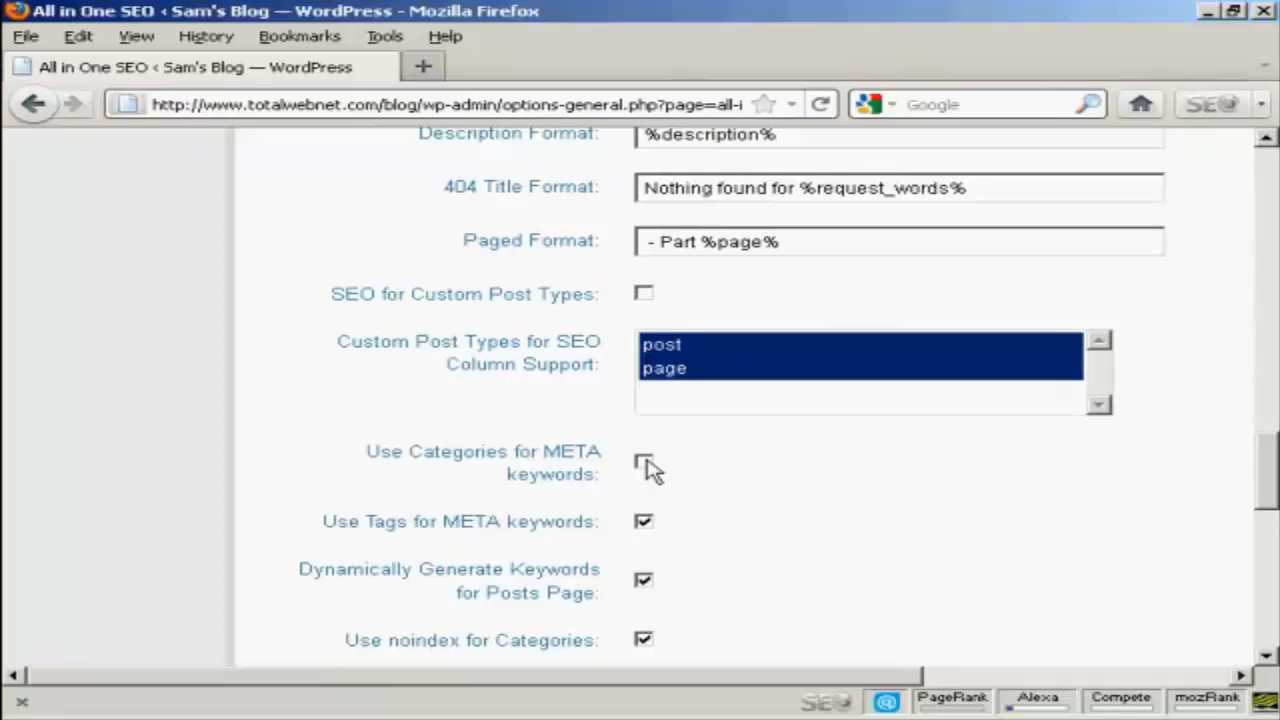 All in One SEO ‹ Sam's Blog — WordPress - Mozilla Firefox
File Edit View History Bookmarks Tools Help
All in One SEO ‹ Sam's Blog — WordPress
http://www.totalwebnet.com/blog/wp-admin/options-general.php?page=all-i
Google
SEO
Description Format: %description%
404 Title Format: Nothing found for %request_words%
Paged Format: - Part %page%
SEO for Custom Post Types:
Custom Post Types for SEO
Column Support:
post
page
Use Categories for META
keywords:
Use Tags for META keywords:
Dynamically Generate Keywords
for Posts Page:
Use noindex for Categories:
SEO PageRank Alexa Compete mozRank